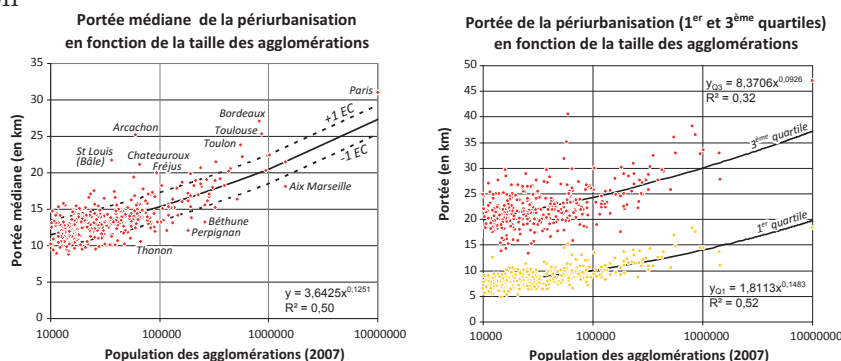 Portée médiane de la périurbanisation
en fonction de la taille des agglomérations
Portée médiane (en km)
35
30
25
20
15
10
5
0
10000
100000
1000000
10000000
Population des agglomérations (2007)
Paris
Bordeaux
Toulouse
Toulon
Arcachon
St Louis
(Bâle)
Chateauroux
Fréjus
+1 EC
-1 EC
Aix Marseille
Béthune
Perpignan
Thonon
y = 3,6425x^0,1251
R² = 0,50
Portée de la périurbanisation (1er et 3ème quartiles)
en fonction de la taille des agglomérations
Portée (en km)
50
45
40
35
30
25
20
15
10
5
0
10000
100000
1000000
10000000
Population des agglomérations (2007)
yQ3 = 8,3706x^0,0926
R² = 0,32
3ème quartile
1er quartile
yQ1 = 1,8113x^0,1483
R² = 0,52